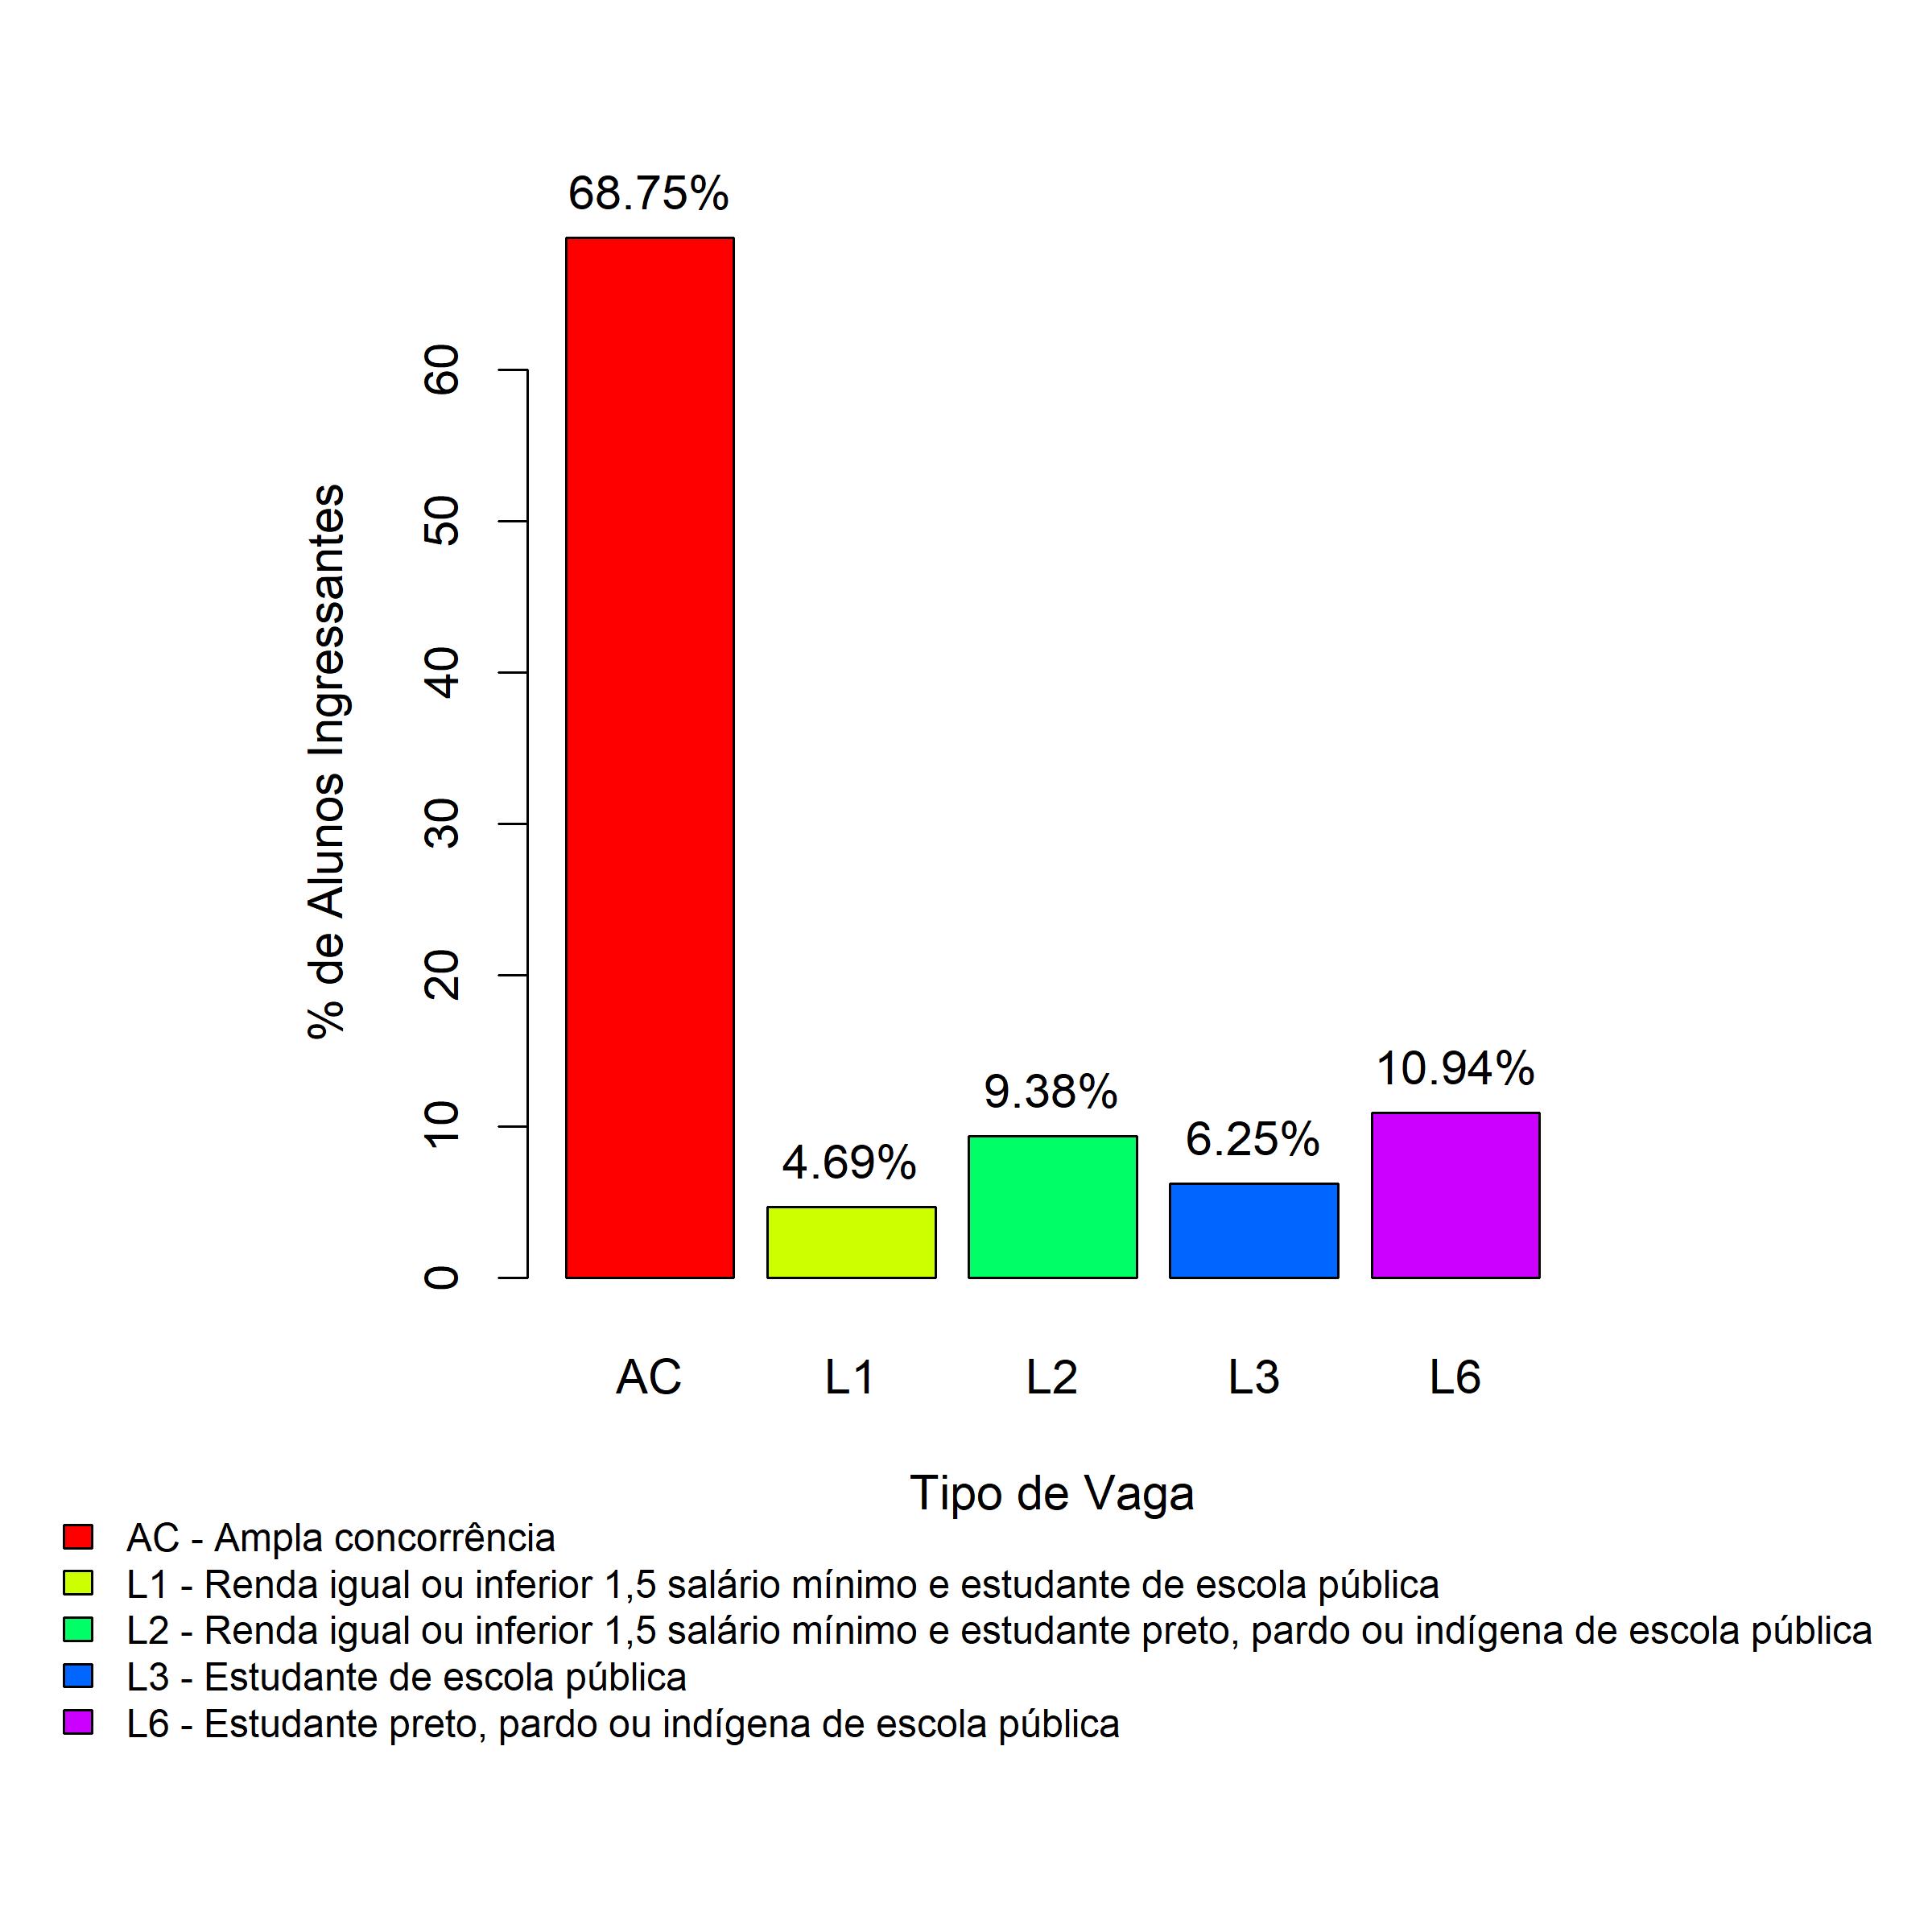 68.75%
60
50
40
30
20
10
0
% de Alunos Ingressantes
4.69%
9.38%
6.25%
10.94%
AC L1 L2 L3 L6
Tipo de Vaga
AC - Ampla concorrência
L1 - Renda igual ou inferior 1,5 salário mínimo e estudante de escola pública
L2 - Renda igual ou inferior 1,5 salário mínimo e estudante preto, pardo ou indígena de escola pública
L3 - Estudante de escola pública
L6 - Estudante preto, pardo ou indígena de escola pública